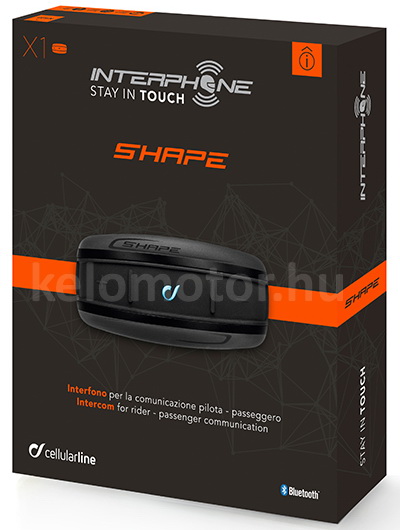 X1
INTERPHONE
STAY IN TOUCH
SHAPE
SHAPE
kelomotor.hu
Interfono per la comunicazione pilota - passeggero
Intercom for rider - passenger communication
cellularline
Bluetooth®
INTERPHONE
SHAPE
STAY IN TOUCH